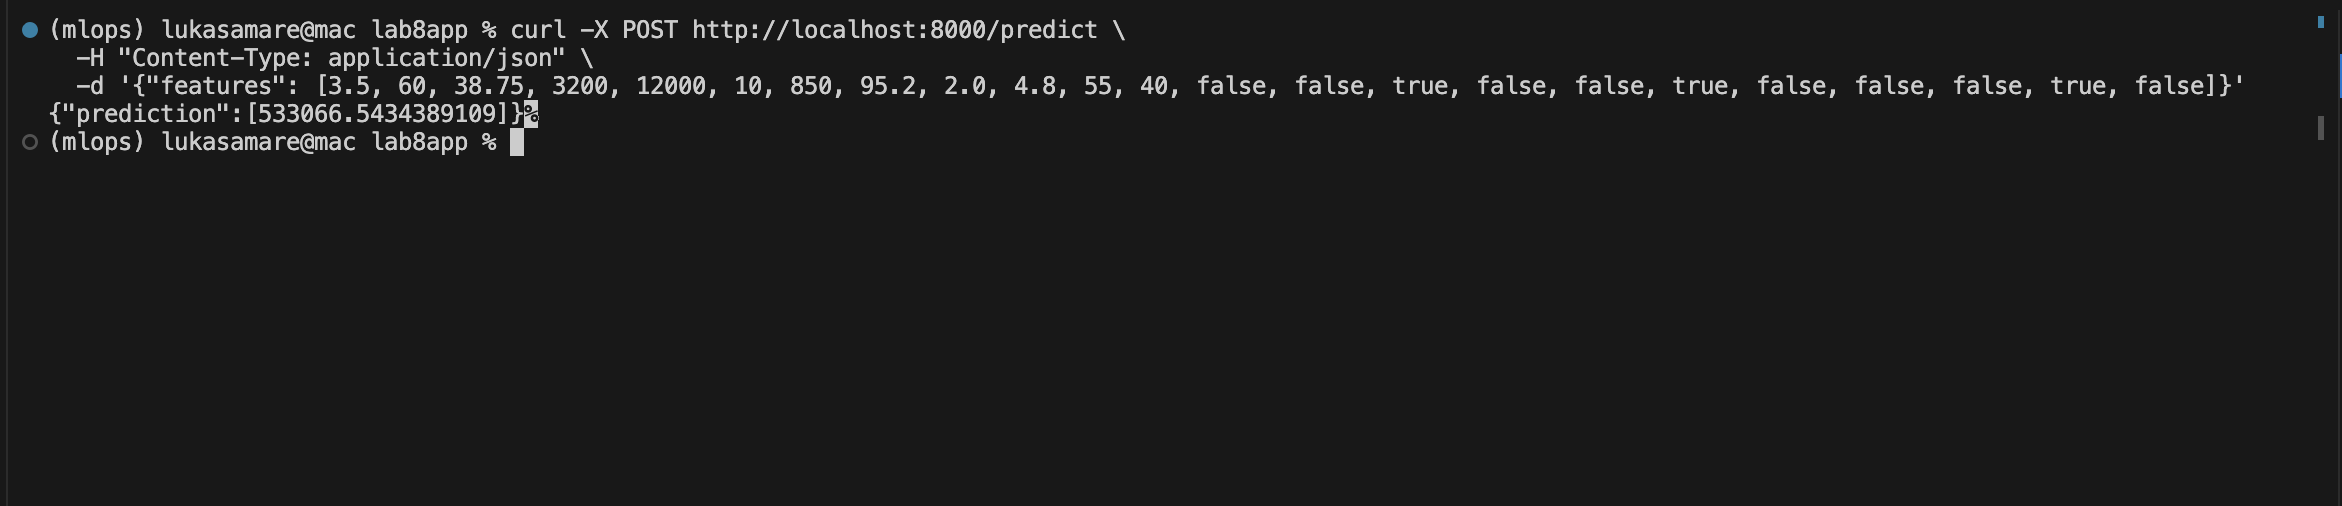 (mlops) lukasamare@mac lab8app % curl -X POST http://localhost:8000/predict \
-H "Content-Type: application/json" \
-d '{"features": [3.5, 60, 38.75, 3200, 12000, 10, 850, 95.2, 2.0, 4.8, 55, 40, false, false, true, false, false, true, false, false, false, true, false]}'
{"prediction":[533066.5434389109]}%
(mlops) lukasamare@mac lab8app %